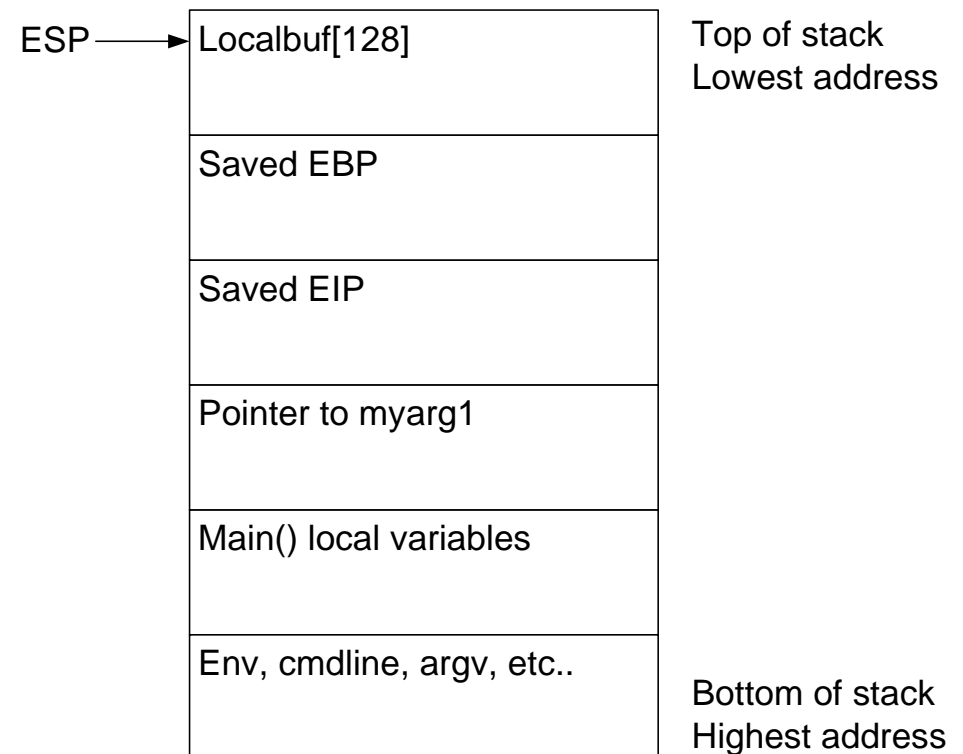 ESP
Localbuf[128]
Top of stack
Lowest address
Saved EBP
Saved EIP
Pointer to myarg1
Main() local variables
Env, cmdline, argv, etc..
Bottom of stack
Highest address